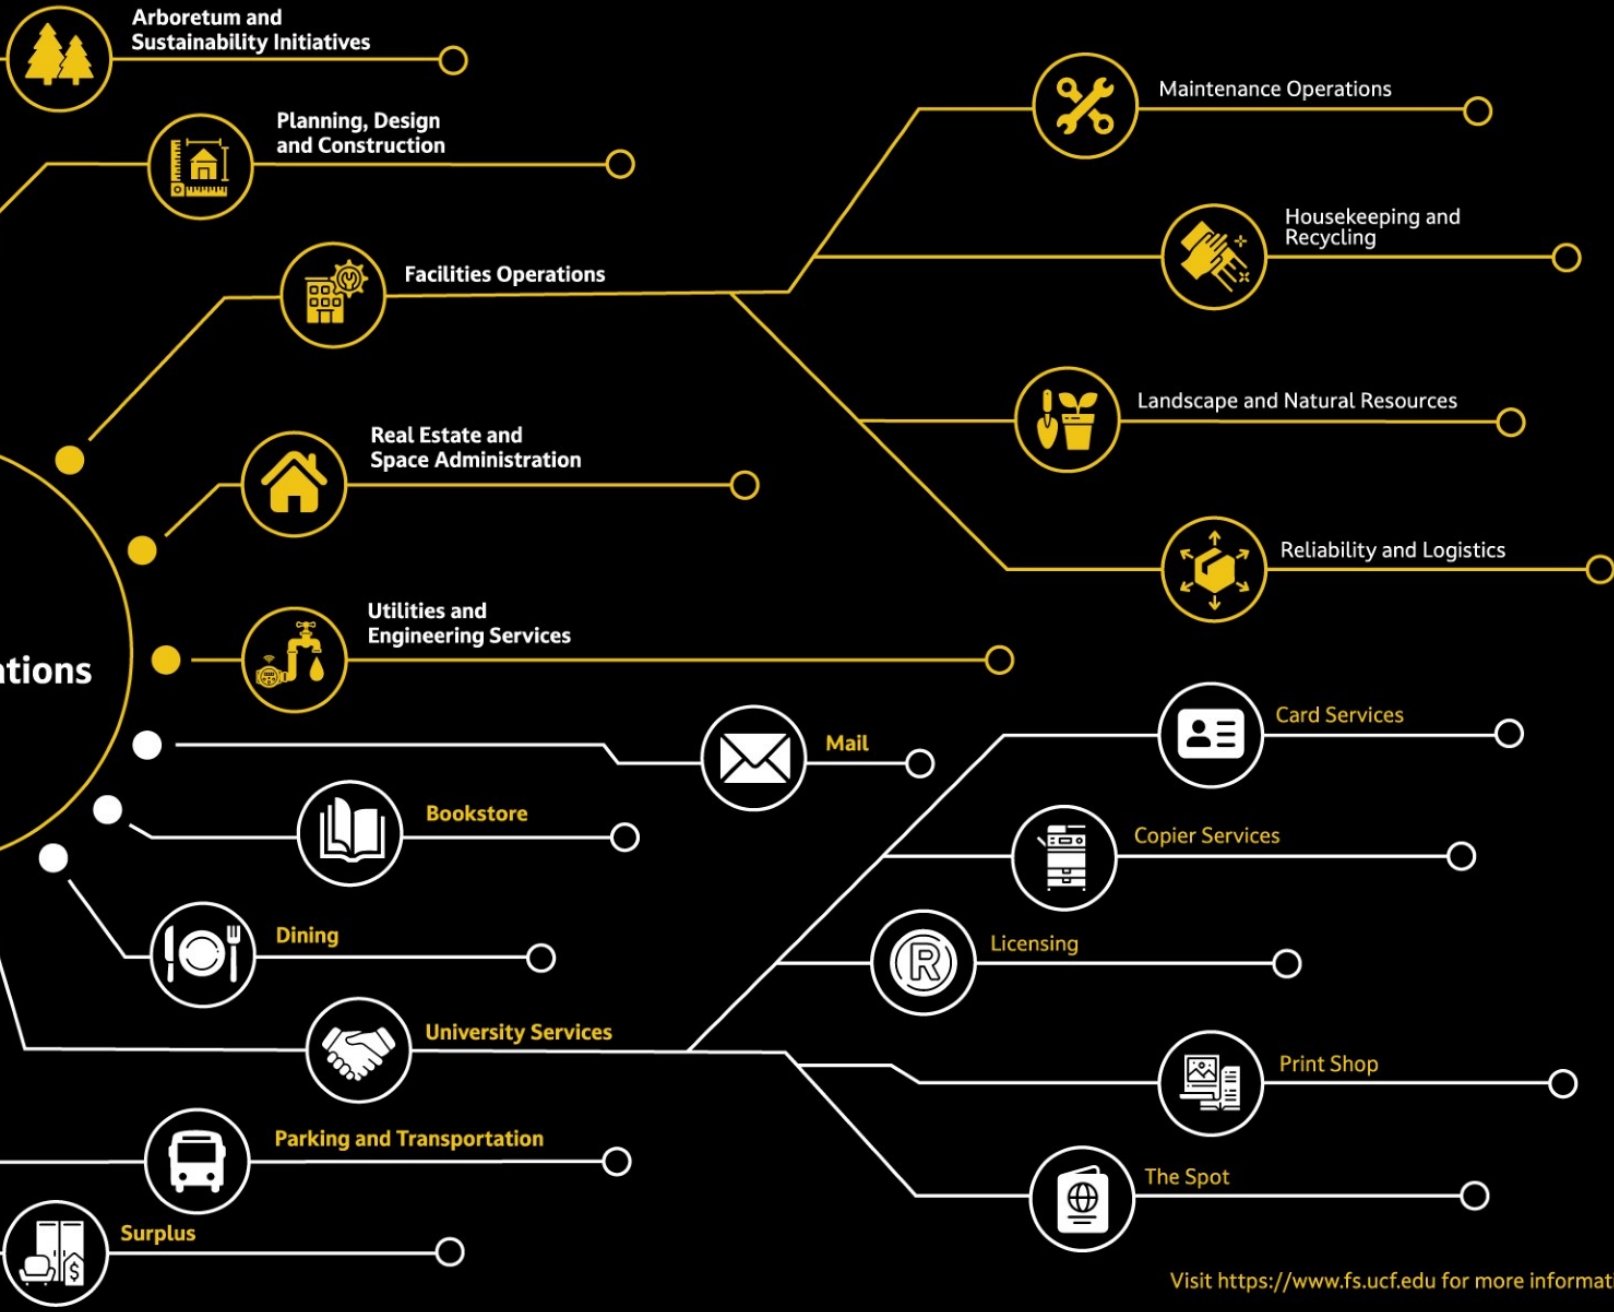 Arboretum and
Sustainability Initiatives
Planning, Design
and Construction
Facilities Operations
Maintenance Operations
Housekeeping and
Recycling
Landscape and Natural Resources
Reliability and Logistics
Real Estate and
Space Administration
Utilities and
Engineering Services
ations
Mail
Bookstore
Dining
University Services
Card Services
Copier Services
Licensing
R
Print Shop
The Spot
Parking and Transportation
Surplus
$
Visit https://www.fs.ucf.edu for more informati